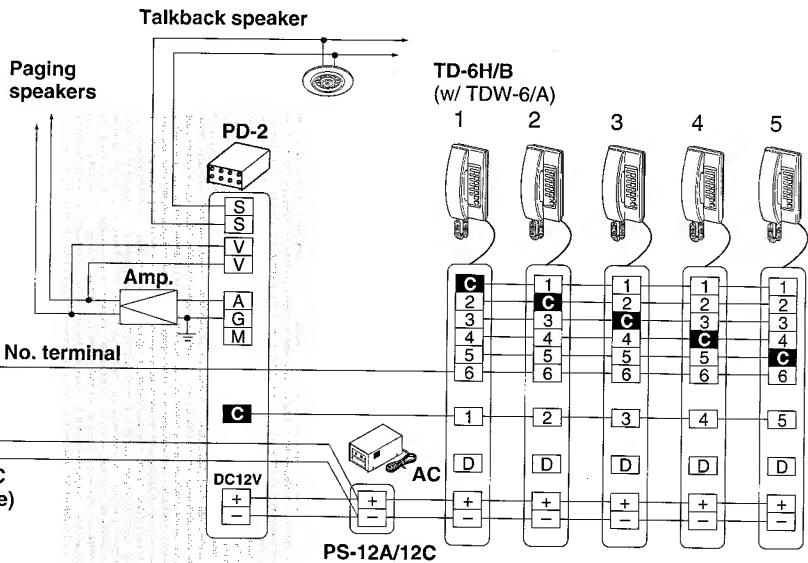 Talkback speaker
Paging
speakers
TD-6H/B
(w/ TDW-6/A)
1 2 3 4 5
PD-2
S
S
V
V
Amp.
A
G
M
C 1 1 1 1
2 C 2 2 2
3 3 C 3 3
4 4 4 C 4
5 5 5 5 C
No. terminal
6 6 6 6 6
C
1 2 3 4 5
AC
D D D D D
C
e)
DC12V
+ + + + + + +
− − − − − − −
PS-12A/12C